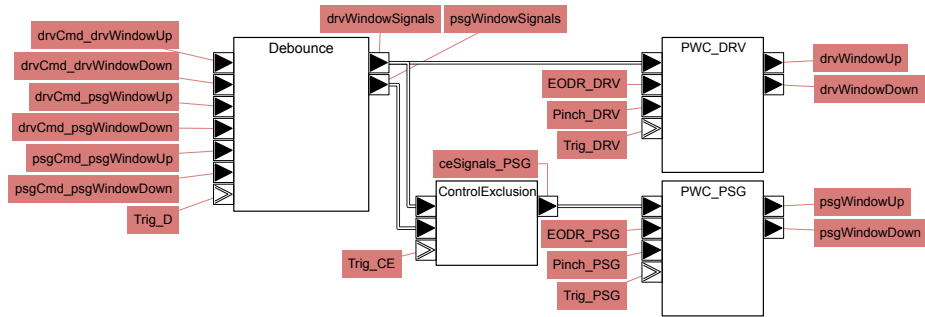 drvWindowSignals
psgWindowSignals
drvCmd_drvWindowUp
drvCmd_drvWindowDown
drvCmd_psgWindowUp
drvCmd_psgWindowDown
psgCmd_psgWindowUp
psgCmd_psgWindowDown
Trig_D
Debounce
PWC_DRV
EODR_DRV
Pinch_DRV
Trig_DRV
drvWindowUp
drvWindowDown
ceSignals_PSG
ControlExclusion
Trig_CE
PWC_PSG
EODR_PSG
Pinch_PSG
Trig_PSG
psgWindowUp
psgWindowDown